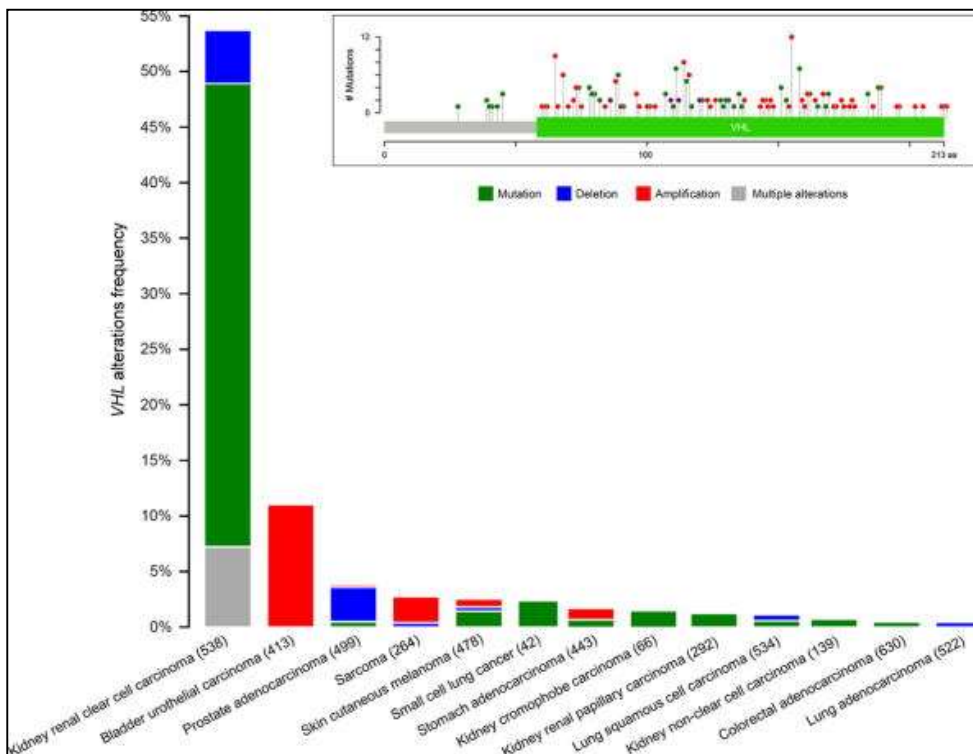 55%
50%
45%
40%
35%
30%
25%
20%
15%
10%
5%
0%
VHL alterations frequency
12
0
# Mutations
VHL
0
100
213 aa
Mutation
Deletion
Amplification
Multiple alterations
Kidney renal clear cell carcinoma (538)
Bladder urothelial carcinoma (413)
Prostate adenocarcinoma (499)
Sarcoma (264)
Skin cutaneous melanoma (478)
Small cell lung cancer (42)
Stomach adenocarcinoma (443)
Kidney cromophobe carcinoma (66)
Kidney renal papillary carcinoma (292)
Lung squamous cell carcinoma (534)
Kidney non-clear cell carcinoma (139)
Colorectal adenocarcinoma (630)
Lung adenocarcinoma (522)